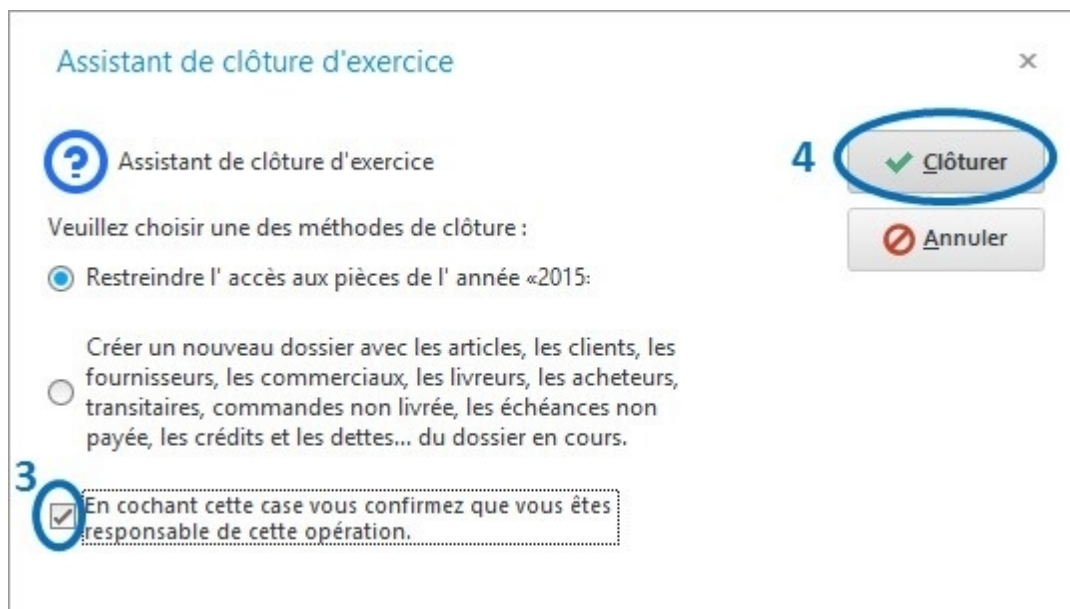 Assistant de clôture d'exercice
Assistant de clôture d'exercice
4
Clôturer
Veuillez choisir une des méthodes de clôture :
Annuler
Restreindre l' accès aux pièces de l' année «2015:
Créer un nouveau dossier avec les articles, les clients, les
fournisseurs, les commerciaux, les livreurs, les acheteurs,
transitaires, commandes non livrée, les échéances non
payée, les crédits et les dettes... du dossier en cours.
3
En cochant cette case vous confirmez que vous êtes
responsable de cette opération.